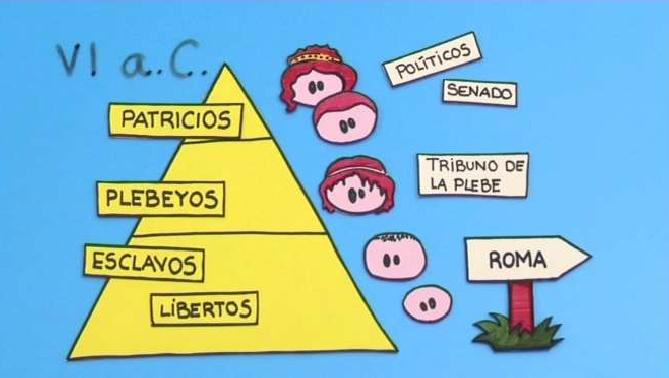 VI a.C.
PATRICIOS
POLÍTICOS
SENADO
PLEBEYOS
TRIBUNO DE
LA PLEBE
ESCLAVOS
LIBERTOS
ROMA